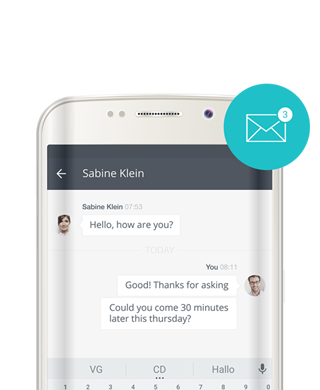 3
Sabine Klein
Sabine Klein 07:53
Hello, how are you?
TODAY
You 08:11
Good! Thanks for asking
Could you come 30 minutes
later this thursday?
VG CD Hallo
1 2 3 4 5 6 7 8 9 0